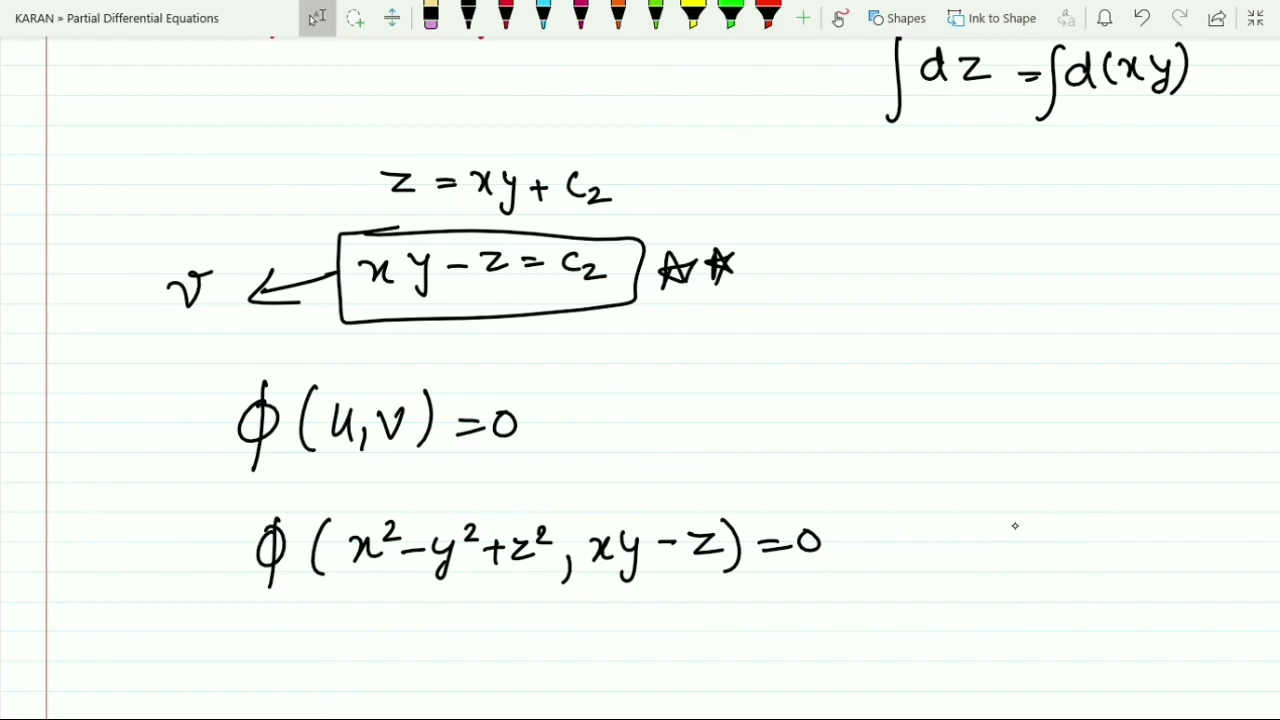 KARAN » Partial Differential Equations
Shapes
Ink to Shape
∫dz = ∫d(xy)
z = xy + c₂
v ← xy - z = c₂ ☆☆
ϕ(u,v) = 0
ϕ(x² - y² + z², xy - z) = 0